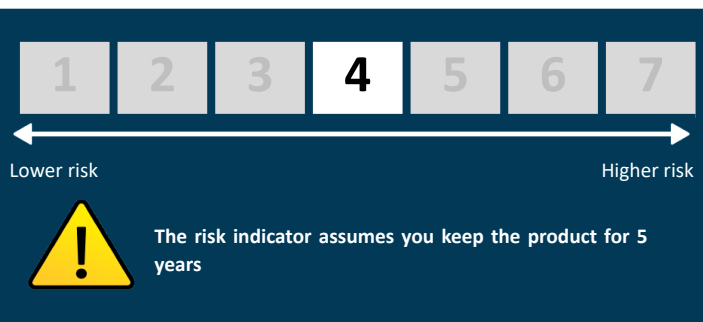 1 2 3 4 5 6 7
Lower risk Higher risk
!
The risk indicator assumes you keep the product for 5
years